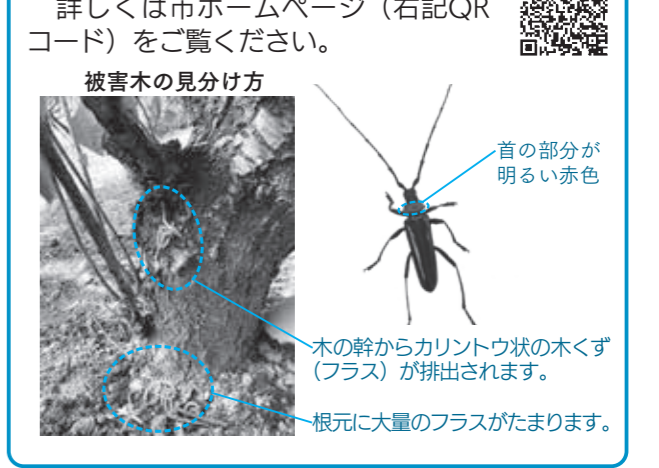 詳しくは市ホームページ（右記QR
コード）をご覧ください。
被害木の見分け方
首の部分が
明るい赤色
木の幹からカリントウ状の木くず
（フラス）が排出されます。
根元に大量のフラスがたまります。